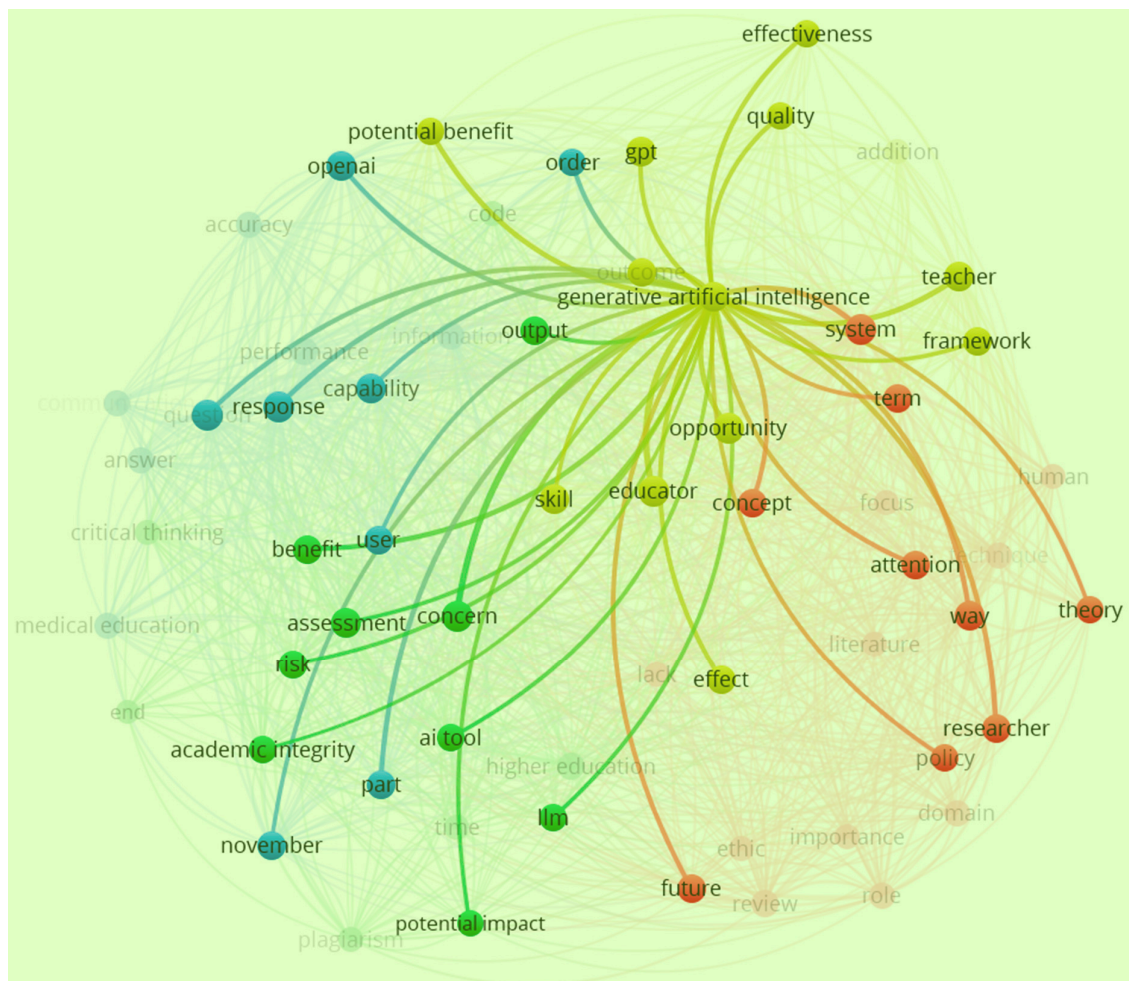 effectiveness
quality
potential benefit
gpt
addition
openai
order
code
accuracy
outcome
teacher
generative artificial intelligence
output
system
information
framework
performance
capability
term
response
question
opportunity
answer
human
skill
educator
concept
focus
critical thinking
benefit
user
technique
attention
theory
concern
way
assessment
medical education
literature
risk
lack
effect
end
researcher
ai tool
academic integrity
policy
higher education
part
domain
llm
time
importance
november
ethic
future
role
review
potential impact
plagiarism